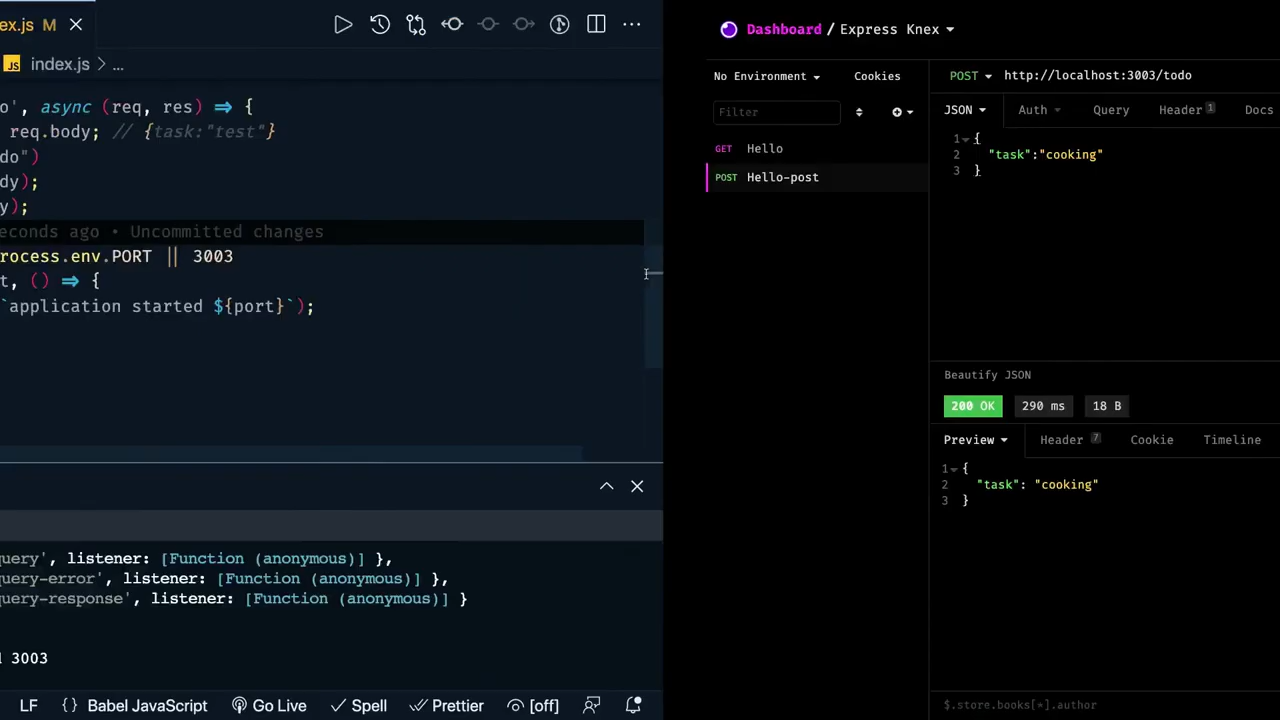 ex.js M
JS index.js > ...
o', async (req, res) => {
req.body; // {task:"test"}
do")
dy);
y);
econds ago • Uncommitted changes
rocess.env.PORT || 3003
t, () => {
`application started ${port}`);
query', listener: [Function (anonymous)] },
query-error', listener: [Function (anonymous)] },
query-response', listener: [Function (anonymous)] }
3003
LF {} Babel JavaScript Go Live Spell Prettier [off]
Dashboard / Express Knex
No Environment Cookies
Filter
GET Hello
POST Hello-post
POST http://localhost:3003/todo
JSON Auth Query Header 1 Docs
1 {
2 "task":"cooking"
3 }
Beautify JSON
200 OK 290 ms 18 B
Preview Header 7 Cookie Timeline
1 {
2 "task": "cooking"
3 }
$.store.books[*].author